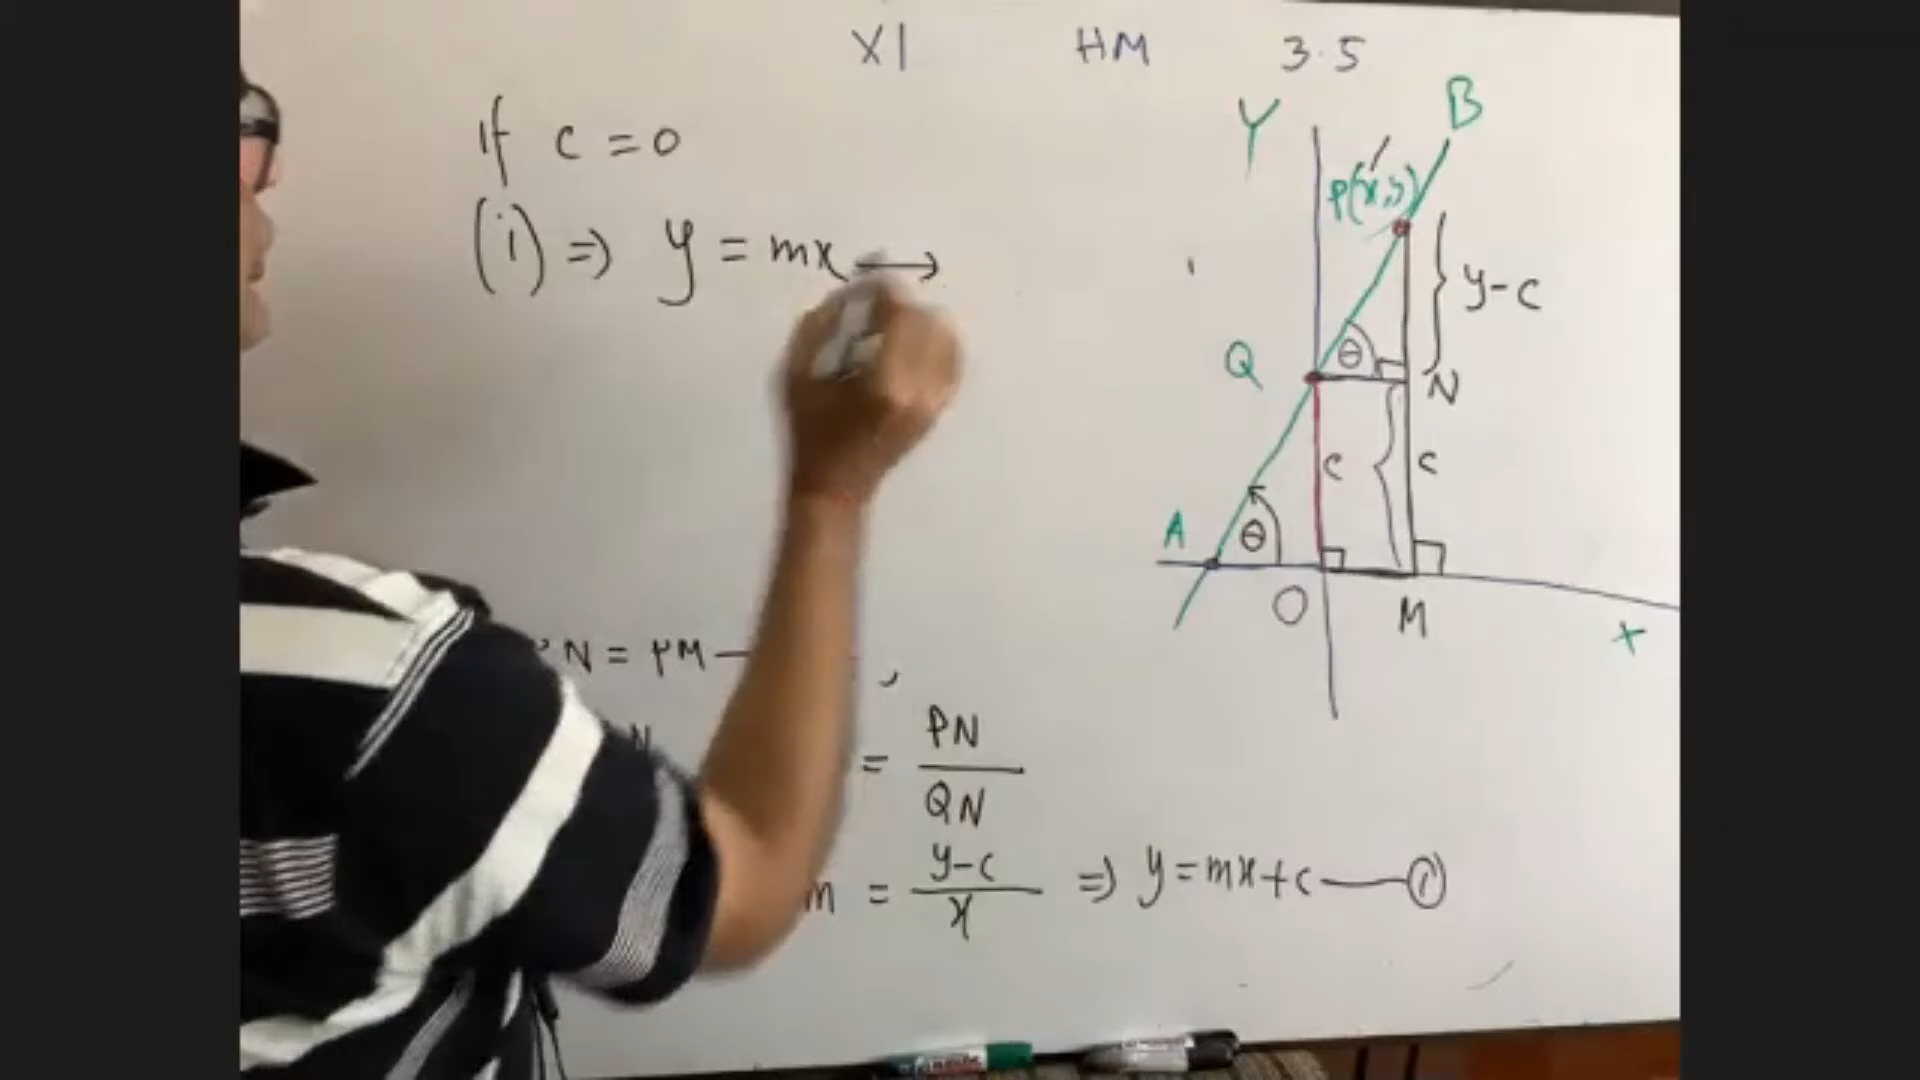 XI HM 3.5
If c = 0
(i) ⇒ y = mx ⟶
N = PM —
N
= PN / QN
m = y-c / x ⇒ y = mx + c — (i)
Y
B
P(x,y)
y-c
Q
θ
N
c
c
A
θ
O
M
X